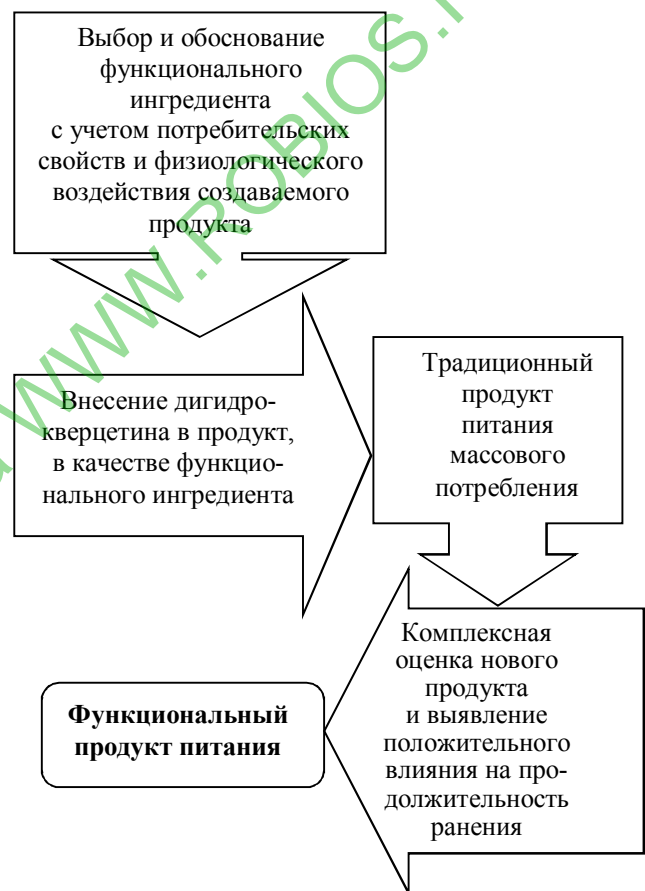 Выбор и обоснование
функционального
ингредиента
с учетом потребительских
свойств и физиологического
воздействия создаваемого
продукта
Внесение дигидро-
кверцетина в продукт,
в качестве функцио-
нального ингредиента
Традиционный
продукт
питания
массового
потребления
Комплексная
оценка нового
продукта
и выявление
положительного
влияния на про-
должительность
ранения
Функциональный
продукт питания
www.ROBIOS.